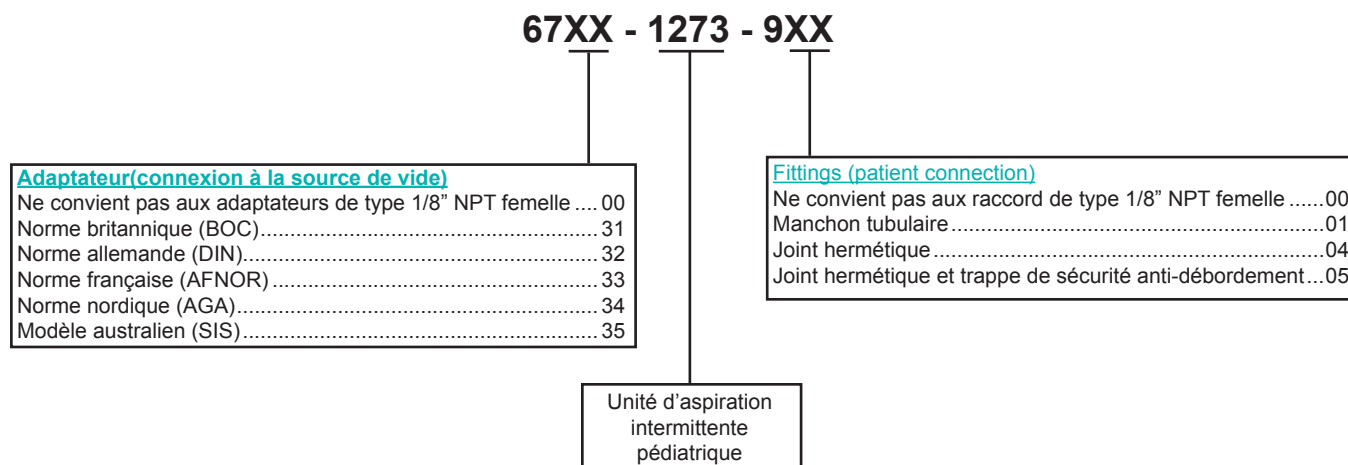 67XX - 1273 - 9XX
Adaptateur(connexion à la source de vide)
Ne convient pas aux adaptateurs de type 1/8” NPT femelle .... 00
Norme britannique (BOC)......................................................... 31
Norme allemande (DIN)............................................................ 32
Norme française (AFNOR) ....................................................... 33
Norme nordique (AGA)............................................................. 34
Modèle australien (SIS)............................................................ 35
Fittings (patient connection)
Ne convient pas aux raccord de type 1/8” NPT femelle ......00
Manchon tubulaire...............................................................01
Joint hermétique..................................................................04
Joint hermétique et trappe de sécurité anti-débordement...05
Unité d’aspiration
intermittente
pédiatrique